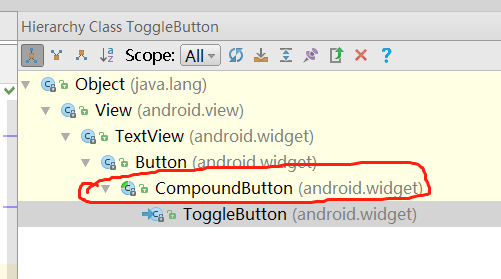 Hierarchy Class ToggleButton
Scope: All
Object (java.lang)
View (android.view)
TextView (android.widget)
Button (android.widget)
CompoundButton (android.widget)
ToggleButton (android.widget)